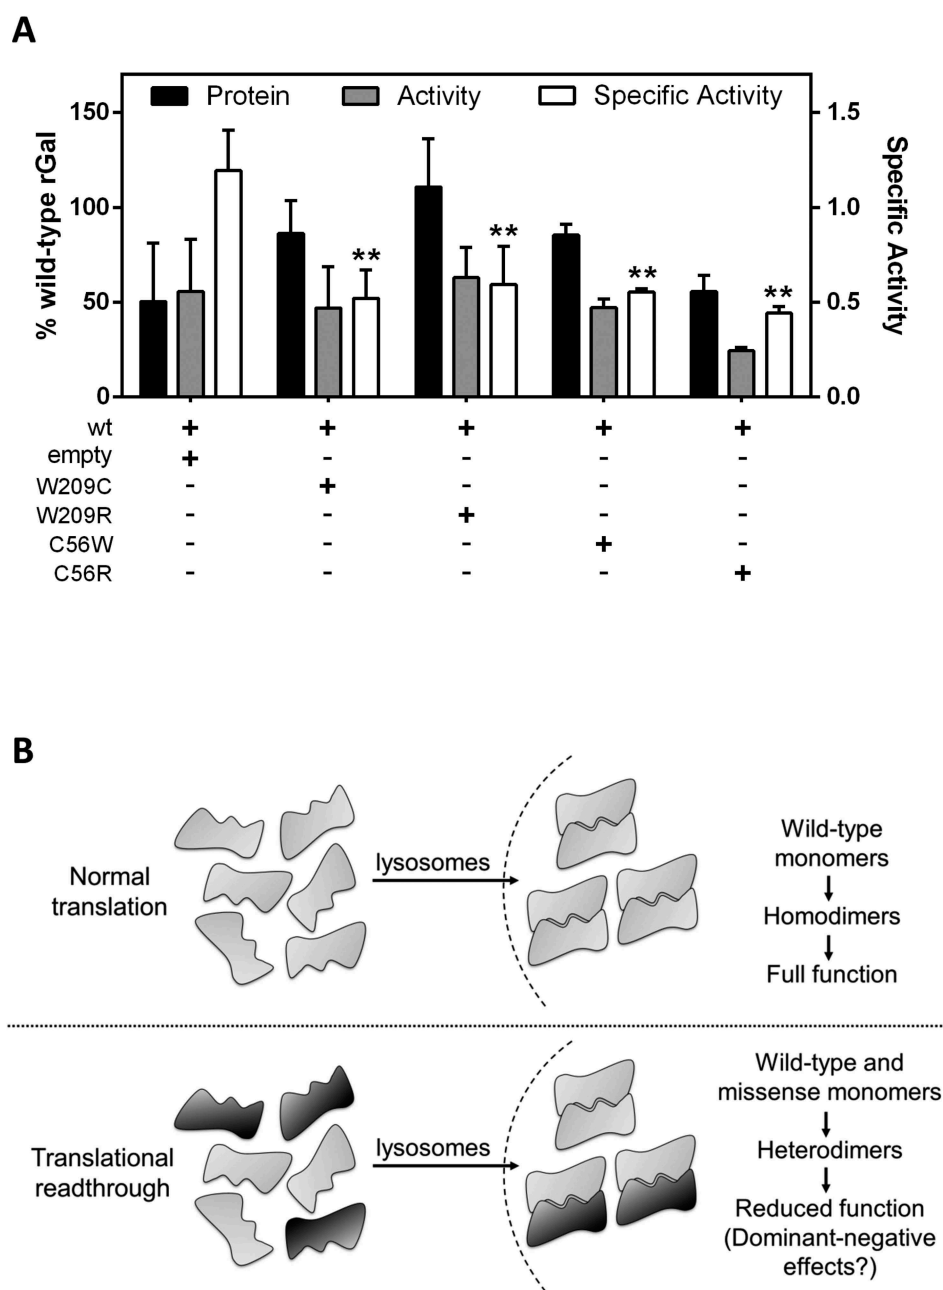 A
Protein Activity Specific Activity
% wild-type rGal
150
100
50
0
1.5
1.0
0.5
0.0
Specific Activity
** ** ** **
wt + + + + +
empty + - - - -
W209C - + - - -
W209R - - + - -
C56W - - - + -
C56R - - - - +
B
Normal
translation
lysosomes
Wild-type
monomers
Homodimers
Full function
Translational
readthrough
lysosomes
Wild-type and
missense monomers
Heterodimers
Reduced function
(Dominant-negative
effects?)